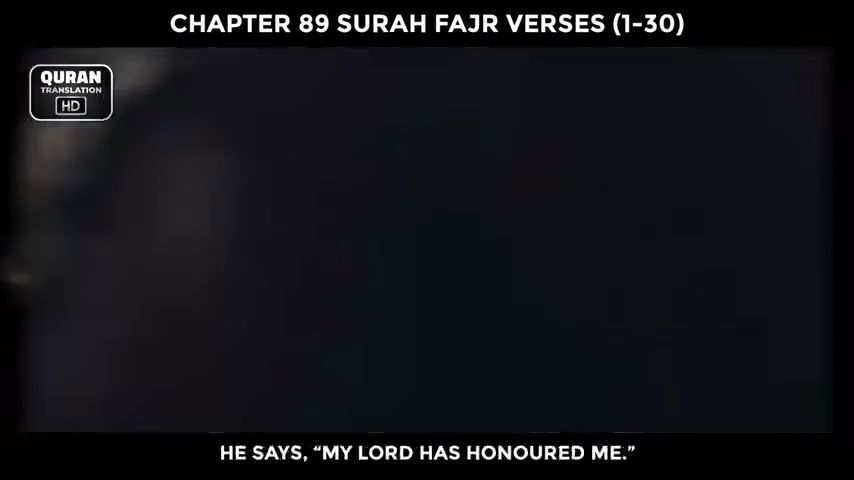 CHAPTER 89 SURAH FAJR VERSES (1-30)
QURAN
TRANSLATION
HD
HE SAYS, “MY LORD HAS HONOURED ME.”